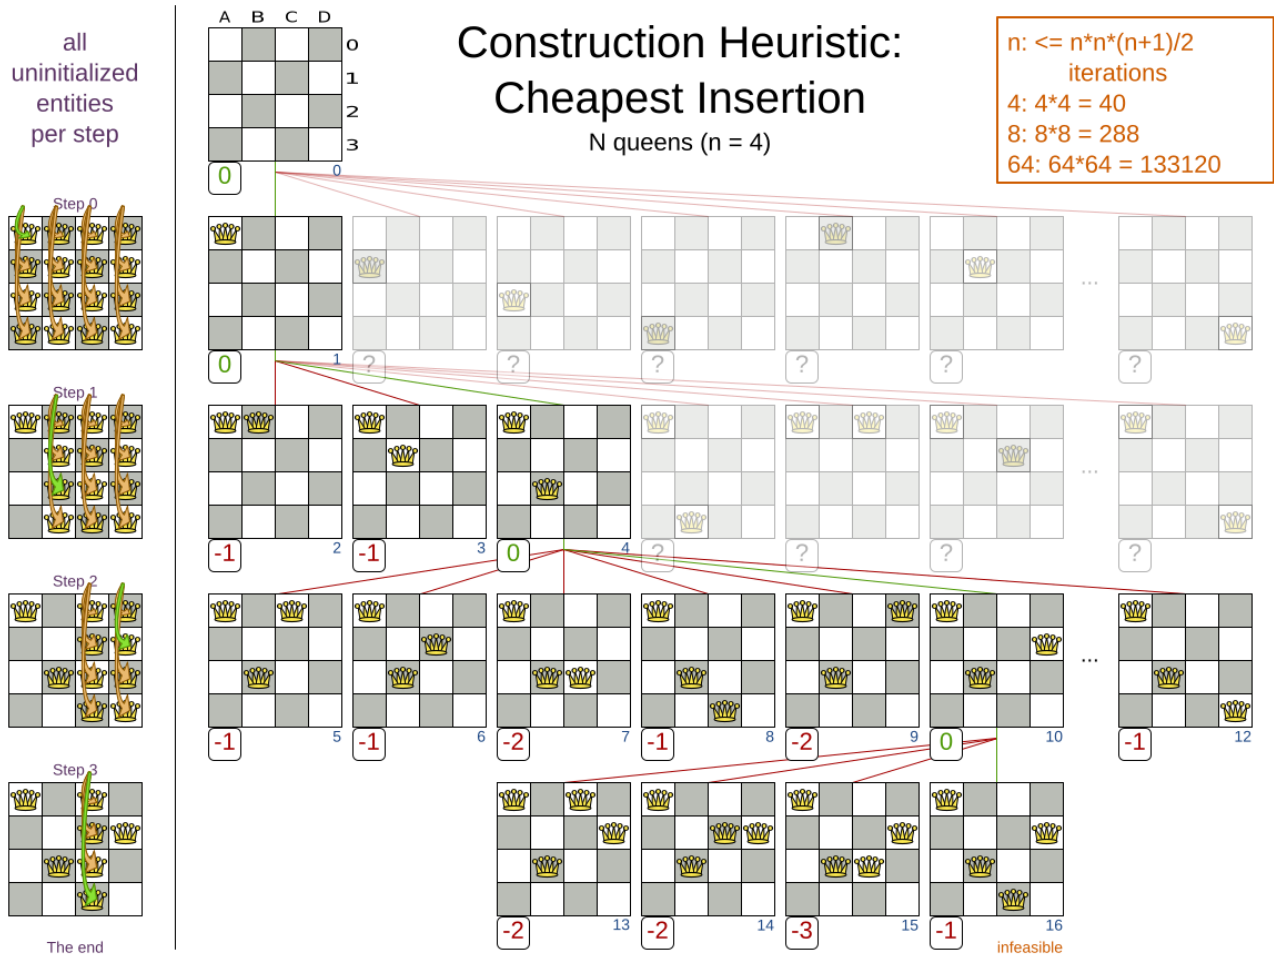 all
uninitialized
entities
per step
A B C D
0
1
2
3
Construction Heuristic:
Cheapest Insertion
N queens (n = 4)
n: <= n*n*(n+1)/2
iterations
4: 4*4 = 40
8: 8*8 = 288
64: 64*64 = 133120
0 0
Step 0
...
0 1 ? ? ? ? ? ?
Step 1
...
-1 2 -1 3 0 4 ? ? ? ?
Step 2
...
-1 5 -1 6 -2 7 -1 8 -2 9 0 10 -1 12
Step 3
-2 13 -2 14 -3 15 -1 16
The end
infeasible